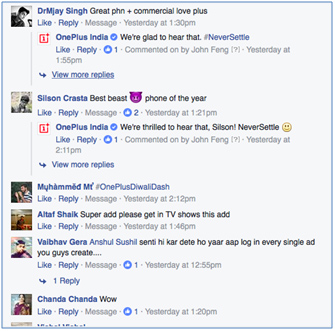 DrMjay Singh Great phn + commercial love plus
Like · Reply · Message · Yesterday at 1:30pm
OnePlus India We're glad to hear that. #NeverSettle
Like · Reply · 1 · Commented on by John Feng [?] · Yesterday at
1:55pm
View more replies
Silson Crasta Best beast 😈 phone of the year
Like · Reply · Message · 2 · Yesterday at 1:21pm
OnePlus India We're thrilled to hear that, Silson! NeverSettle 🙂
Like · Reply · 1 · Commented on by John Feng [?] · Yesterday at
2:11pm
View more replies
#OnePlusDiwaliDash
Like · Reply · Message · Yesterday at 2:12pm
Altaf Shaik Super add please get in TV shows this add
Like · Reply · Message · Yesterday at 1:46pm
Vaibhav Gera Anshul Sushil senti hi kar dete ho yaar aap log in every single ad
you guys create....
Like · Reply · Message · 1 · Yesterday at 12:55pm
1 Reply
Chanda Chanda Wow
Like · Reply · Message · 1 · Yesterday at 1:20pm